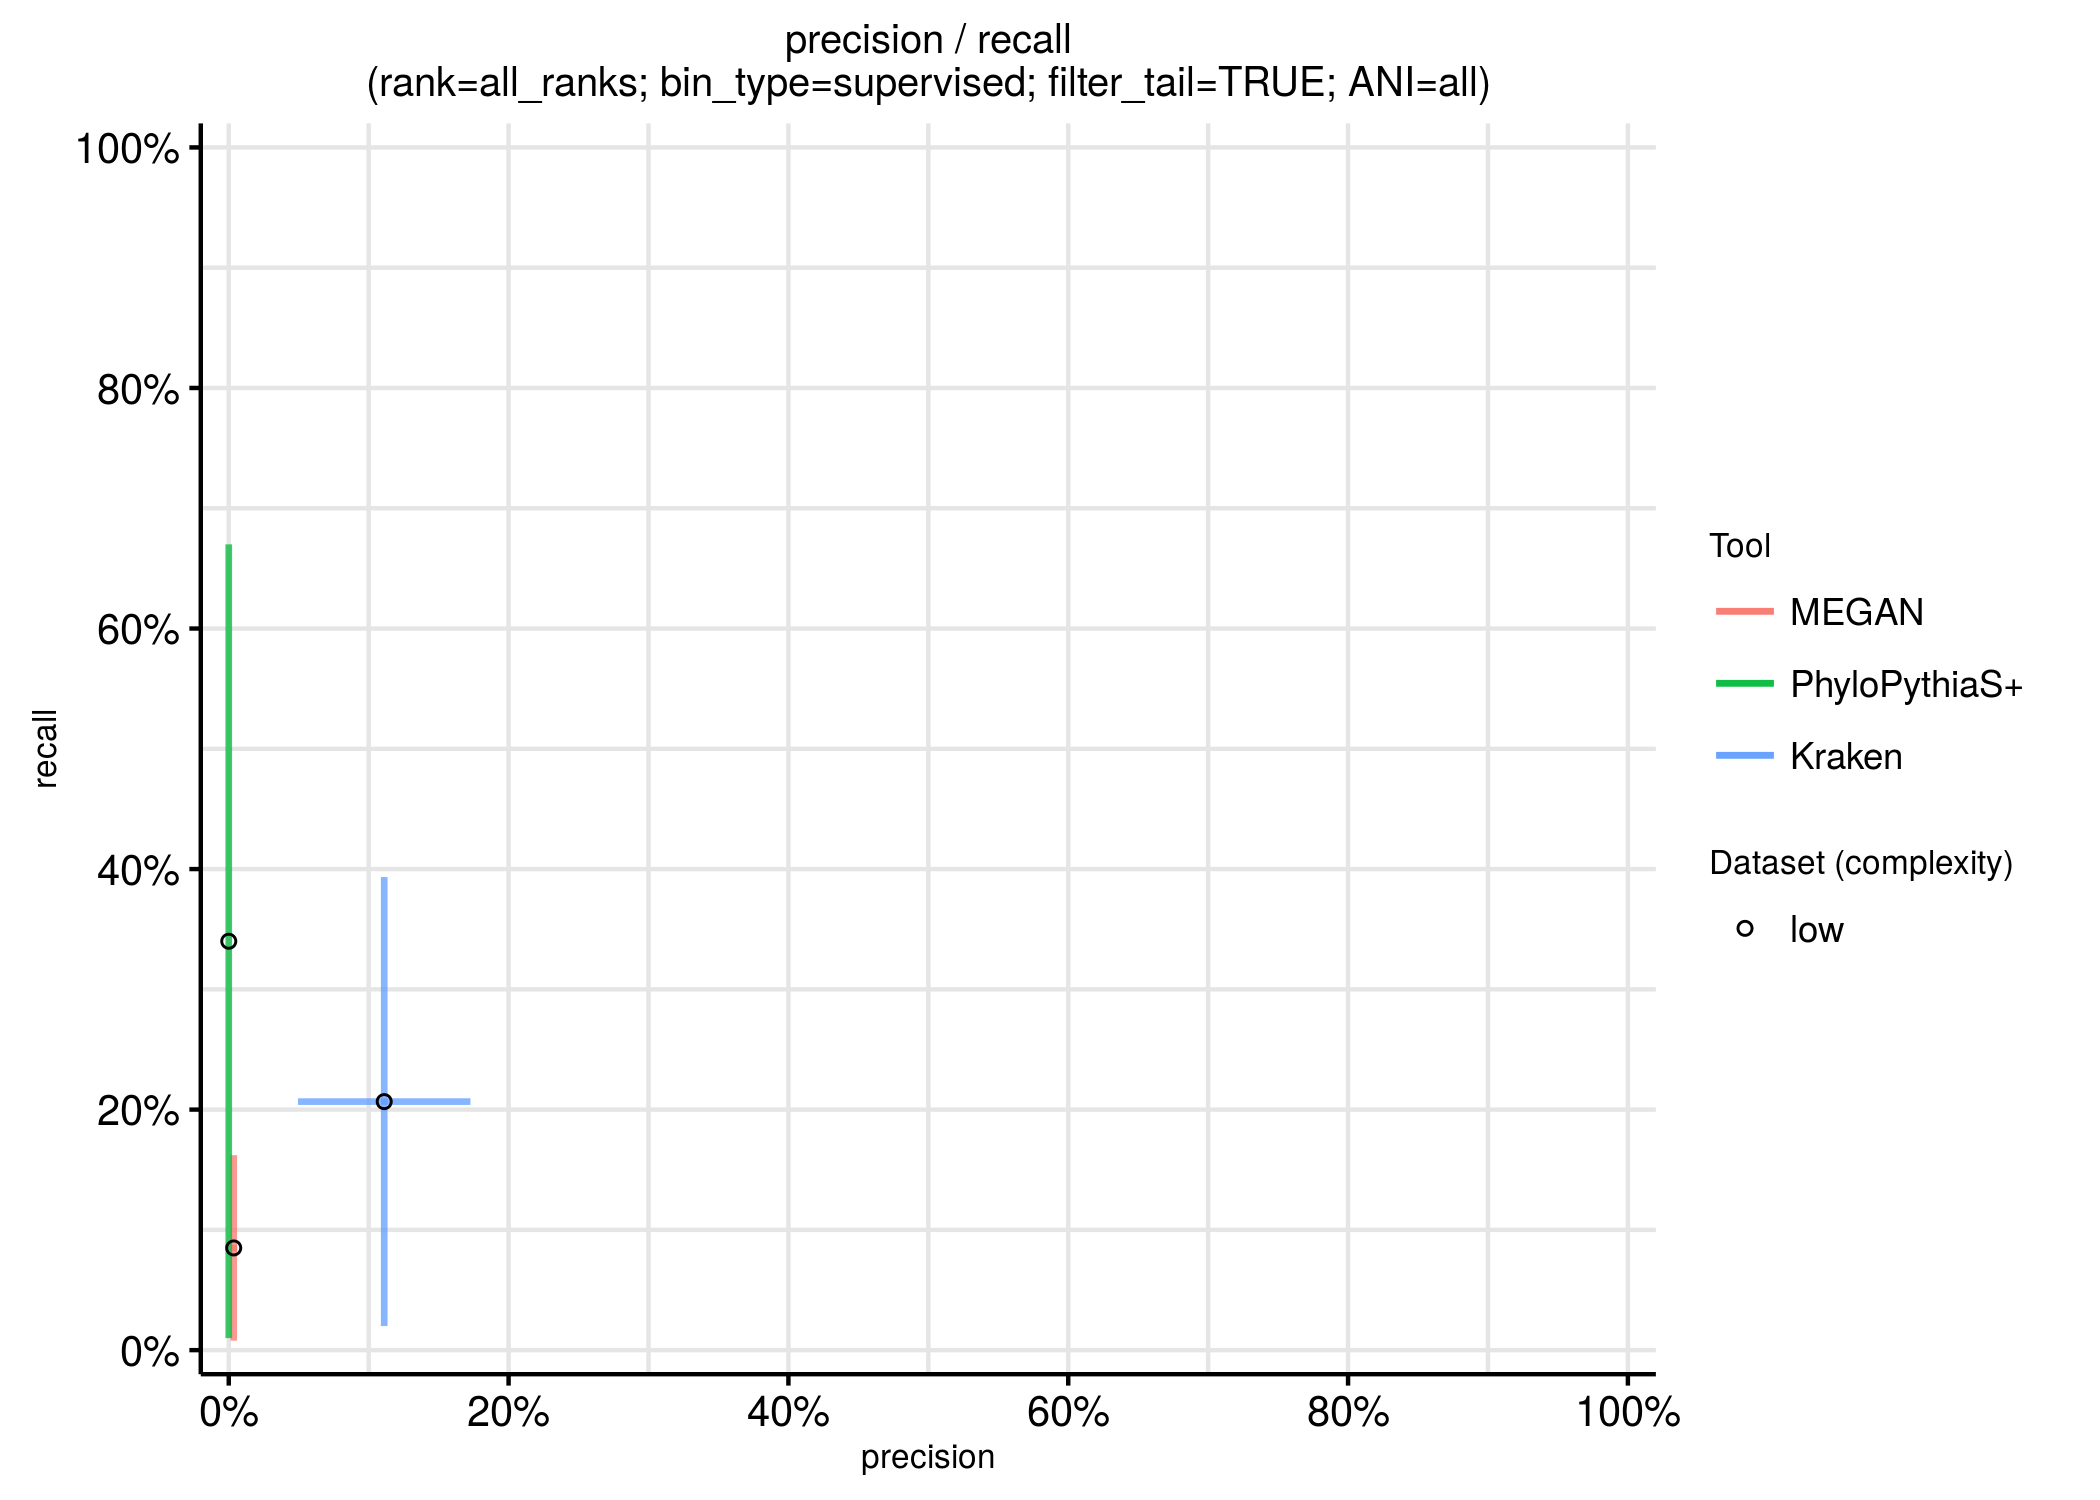 precision / recall
(rank=all_ranks; bin_type=supervised; filter_tail=TRUE; ANI=all)
100%
80%
60%
40%
20%
0%
recall
0% 20% 40% 60% 80% 100%
precision
Tool
MEGAN
PhyloPythiaS+
Kraken
Dataset (complexity)
low